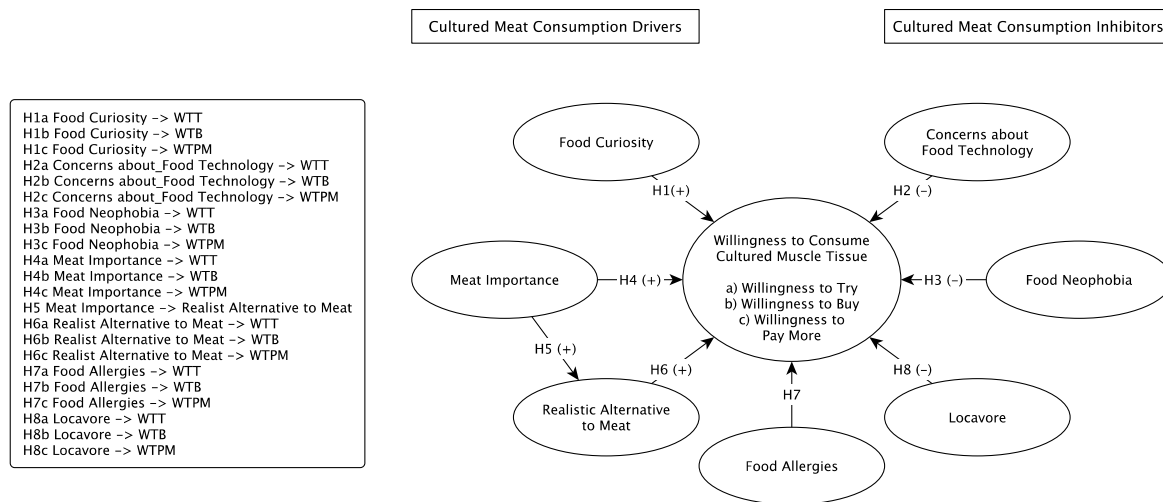 Cultured Meat Consumption Drivers
Cultured Meat Consumption Inhibitors
H1a Food Curiosity -> WTT
H1b Food Curiosity -> WTB
H1c Food Curiosity -> WTPM
H2a Concerns about_Food Technology -> WTT
H2b Concerns about_Food Technology -> WTB
H2c Concerns about_Food Technology -> WTPM
H3a Food Neophobia -> WTT
H3b Food Neophobia -> WTB
H3c Food Neophobia -> WTPM
H4a Meat Importance -> WTT
H4b Meat Importance -> WTB
H4c Meat Importance -> WTPM
H5 Meat Importance -> Realist Alternative to Meat
H6a Realist Alternative to Meat -> WTT
H6b Realist Alternative to Meat -> WTB
H6c Realist Alternative to Meat -> WTPM
H7a Food Allergies -> WTT
H7b Food Allergies -> WTB
H7c Food Allergies -> WTPM
H8a Locavore -> WTT
H8b Locavore -> WTB
H8c Locavore -> WTPM
Food Curiosity
Concerns about
Food Technology
H1(+)
H2 (–)
Willingness to Consume
Cultured Muscle Tissue
a) Willingness to Try
b) Willingness to Buy
c) Willingness to
Pay More
Meat Importance
H4 (+)
H3 (–)
Food Neophobia
H5 (+)
H6 (+)
H7
H8 (–)
Realistic Alternative
to Meat
Locavore
Food Allergies